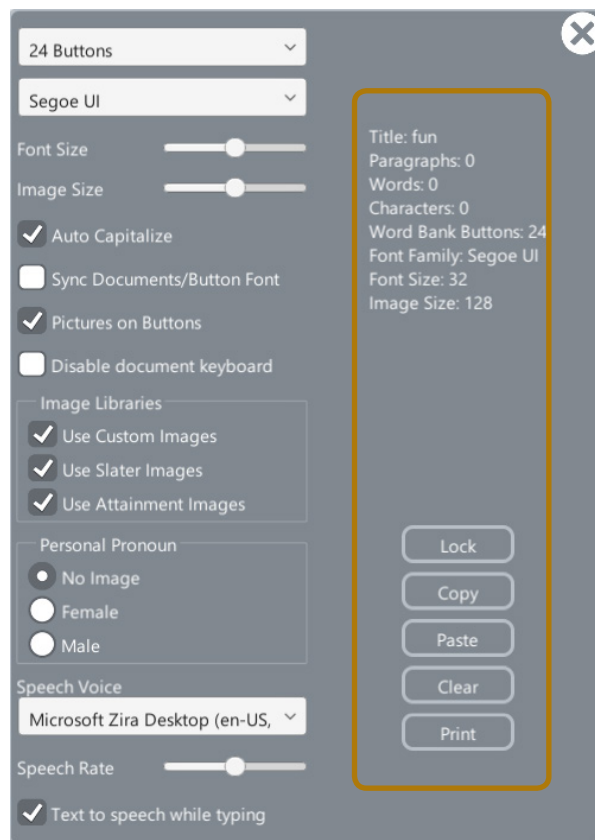 24 Buttons
Segoe UI
Font Size
Image Size
Auto Capitalize
Sync Documents/Button Font
Pictures on Buttons
Disable document keyboard
Image Libraries
Use Custom Images
Use Slater Images
Use Attainment Images
Personal Pronoun
No Image
Female
Male
Speech Voice
Microsoft Zira Desktop (en-US,
Speech Rate
Text to speech while typing
Title: fun
Paragraphs: 0
Words: 0
Characters: 0
Word Bank Buttons: 24
Font Family: Segoe UI
Font Size: 32
Image Size: 128
Lock
Copy
Paste
Clear
Print